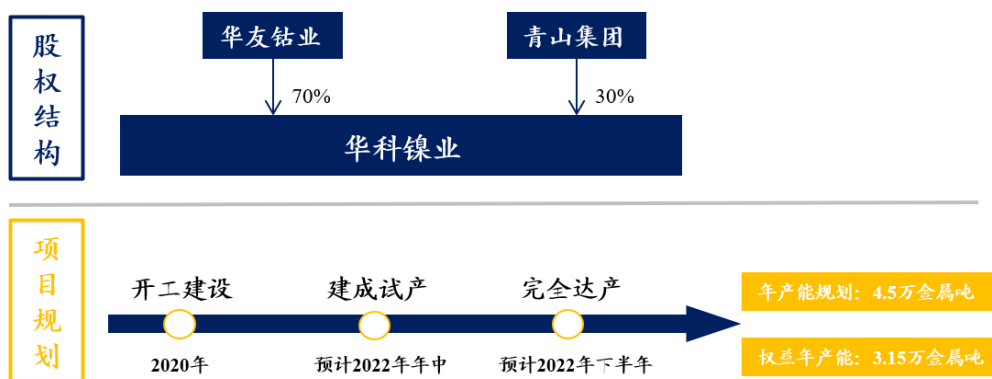 股权结构
华友钴业
青山集团
70%
30%
华科镍业
项目规划
开工建设
建成试产
完全达产
2020年
预计2022年年中
预计2022年下半年
年产能规划：4.5万金属吨
权兰年产能：3.15万金属吨